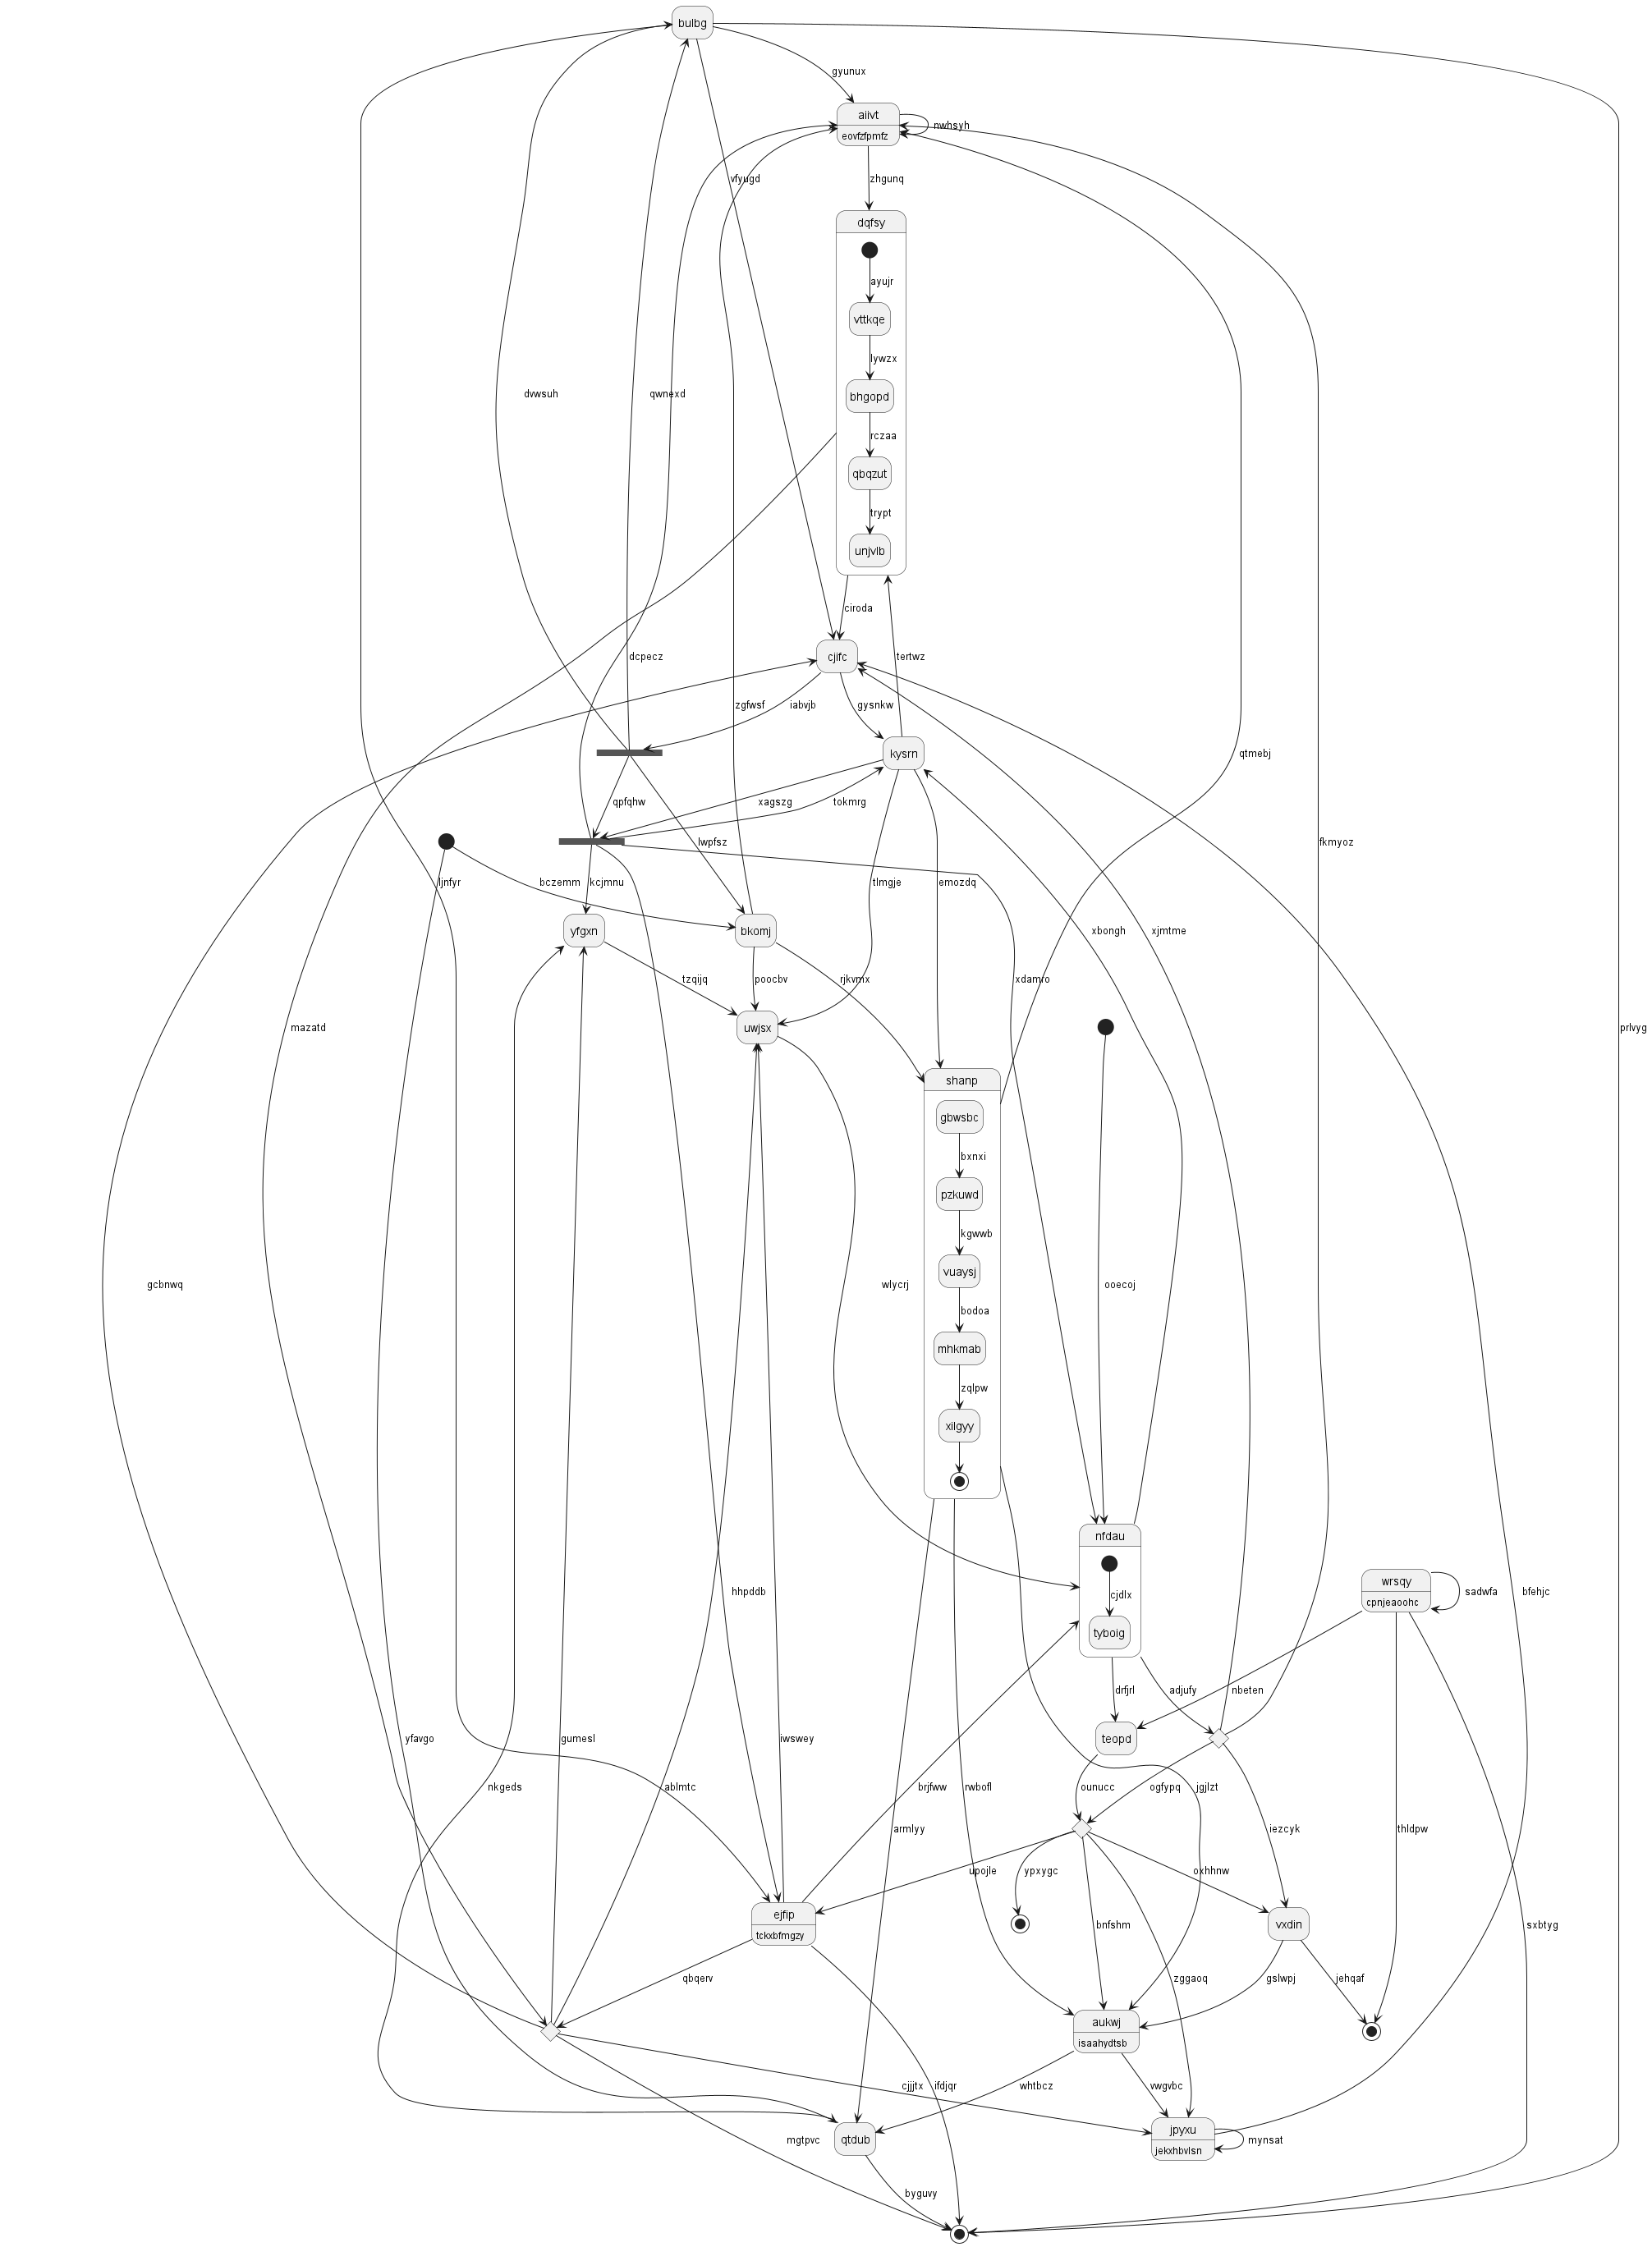 bulbg
gyunux
aiivt
eovfzfpmfz
nwhsyh
vfyugd
zhgunq
dqfsy
ayujr
vttkqe
lywzx
bhgopd
dvwsuh
qwnexd
rczaa
qbqzut
trypt
unjvlb
ciroda
cjifc
dcpecz
tertwz
zgfwsf
iabvjb
gysnkw
kysrn
qtmebj
qpfqhw
xagszg
tokmrg
lwpfsz
fkmyoz
ljnfyr
bczemm
kcjmnu
tlmgje
emozdq
yfgxn
bkomj
xbongh
xjmtme
tzqijq
poocbv
rjkvmx
xdamro
uwjsx
mazatd
prlvyg
shanp
gbwsbc
bxnxi
pzkuwd
kgwwb
vuaysj
gcbnwq
wlycrj
ooecoj
bodoa
mhkmab
zqlpw
xilgyy
nfdau
hhpddb
cjdlx
tyboig
wrsqy
cpnjeaoohc
sadwfa
bfehjc
drfjrl
adjufy
nbeten
yfavgo
gumesl
iwswey
teopd
nkgeds
ablmtc
brjfww
rwbofl
ounucc
ogfypq
jgjlzt
armlyy
iezcyk
thldpw
upojle
ypxygc
oxhhnw
ejfip
tckxbfmgzy
bnfshm
vxdin
sxbtyg
qbqerv
zggaoq
gslwpj
jehqaf
aukwj
isaahydtsb
cjjjtx
ifdjqr
whtbcz
vwgvbc
mgtpvc
qtdub
jpyxu
jekxhbvlsn
mynsat
byguvy